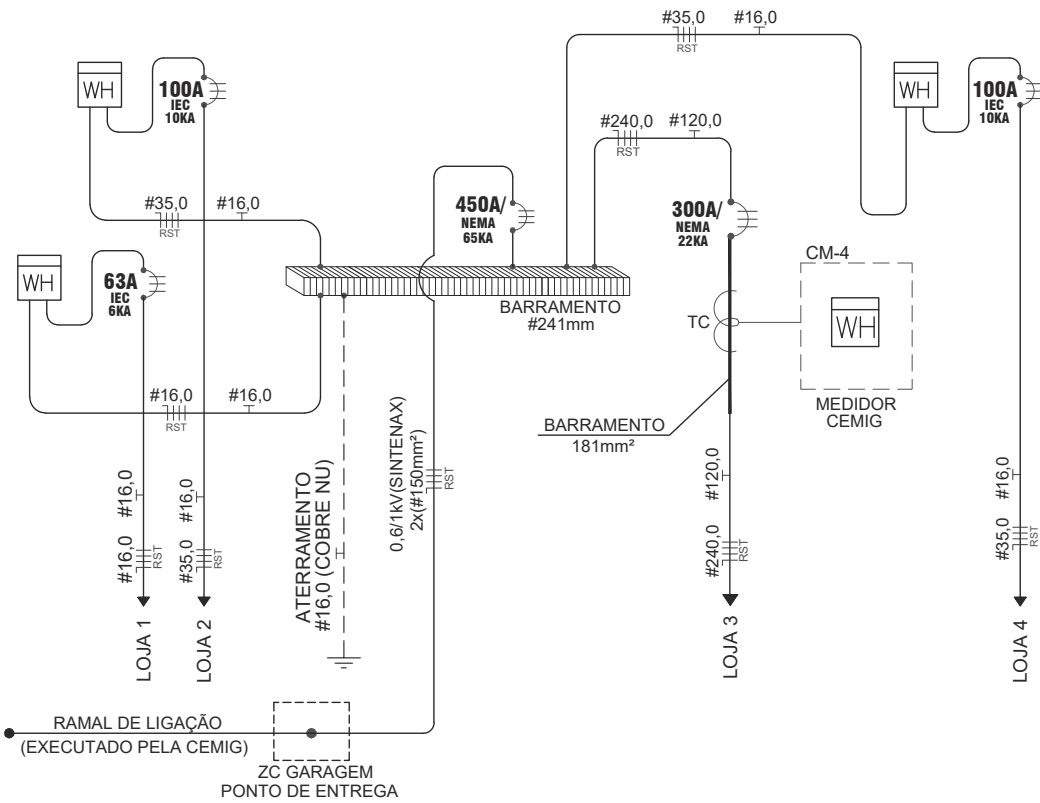 #35,0
RST
#16,0
WH
100A
IEC
10KA
#35,0
RST
#16,0
WH
63A
IEC
6KA
#16,0
RST
#16,0
450A/
NEMA
65KA
#240,0
RST
#120,0
300A/
NEMA
22KA
WH
100A
IEC
10KA
BARRAMENTO
#241mm
TC
CM-4
WH
MEDIDOR
CEMIG
BARRAMENTO
181mm²
#16,0
#16,0
RST
LOJA 1
#16,0
#35,0
RST
LOJA 2
ATERRAMENTO
#16,0 (COBRE NU)
0,6/1kV(SINTENAX)
2x(#150mm²)
RST
#120,0
#240,0
RST
LOJA 3
#16,0
#35,0
RST
LOJA 4
RAMAL DE LIGAÇÃO
(EXECUTADO PELA CEMIG)
ZC GARAGEM
PONTO DE ENTREGA